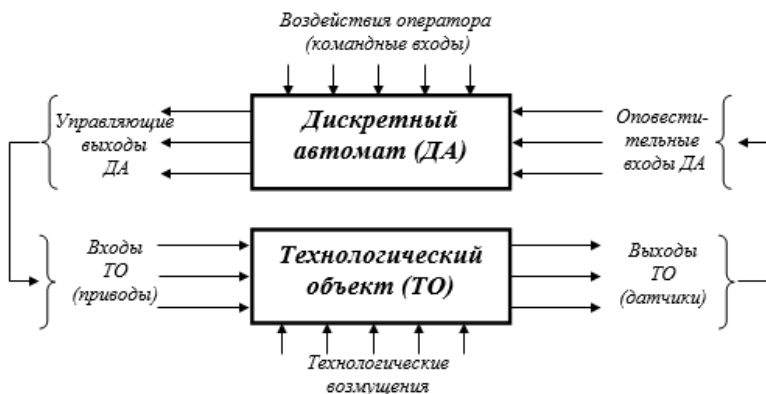 Воздействия оператора
(командные входы)
Управляющие
выходы
ДА
Дискретный
автомат (ДА)
Оповести-
тельные
входы ДА
Входы
ТО
(приводы)
Технологический
объект (ТО)
Выходы
ТО
(датчики)
Технологические
возмущения